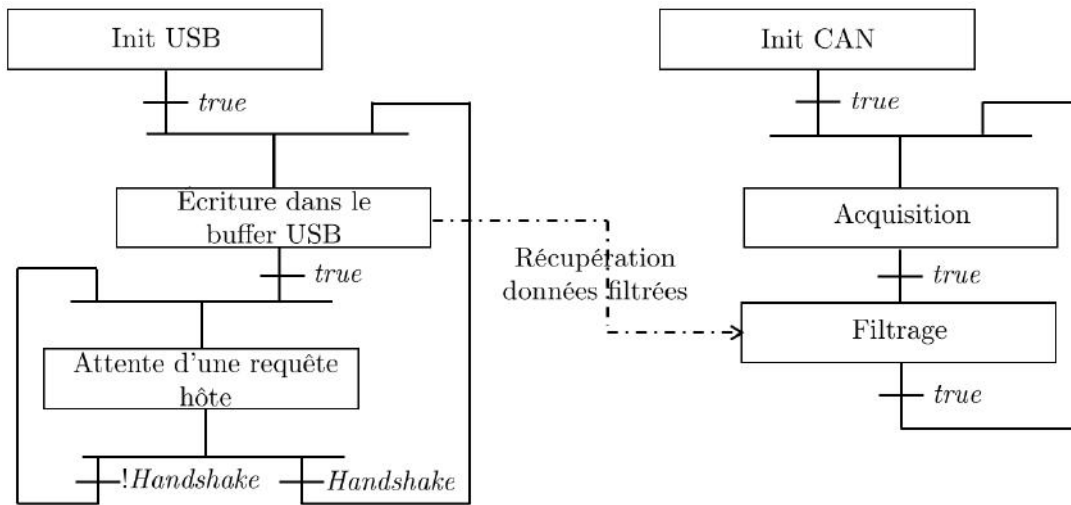 Init USB
true
Écriture dans le
buffer USB
true
Attente d'une requête
hôte
!Handshake
Handshake
Récupération
données filtrées
Init CAN
true
Acquisition
true
Filtrage
true